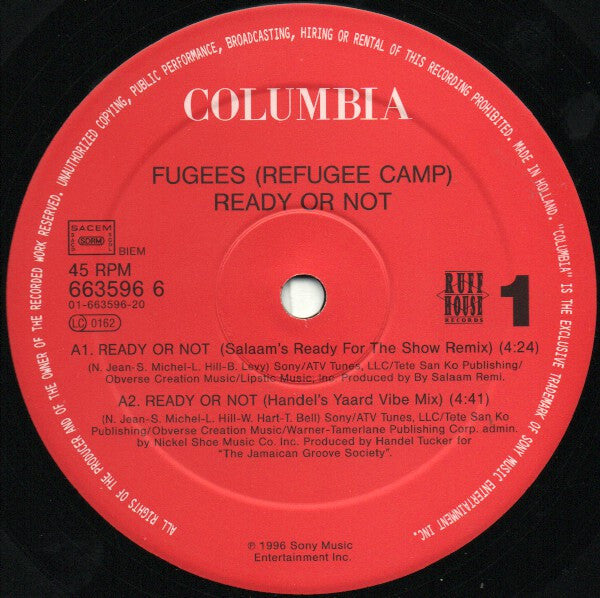 ALL RIGHTS OF THE PRODUCER AND OF THE OWNER OF THE RECORDED WORK RESERVED. UNAUTHORIZED COPYING, PUBLIC PERFORMANCE, BROADCASTING, HIRING OR RENTAL OF THIS RECORDING PROHIBITED. MADE IN HOLLAND. "COLUMBIA" IS THE EXCLUSIVE TRADEMARK OF SONY MUSIC ENTERTAINMENT INC.
COLUMBIA
FUGEES (REFUGEE CAMP)
READY OR NOT
SACEM
SDRM
BIEM
45 RPM
663596 6
01-663596-20
LC 0162
RUFF
HOUSE
RECORDS
1
A1. READY OR NOT (Salaam's Ready For The Show Remix) (4:24)
(N. Jean-S. Michel-L. Hill-B. Levy) Sony/ATV Tunes, LLC/Tete San Ko Publishing/
Obverse Creation Music/Lipstic Music, inc. Produced by By Salaam Remi.
A2. READY OR NOT (Handel's Yaard Vibe Mix) (4:41)
(N. Jean-S. Michel-L. Hill-W. Hart-T. Bell) Sony/ATV Tunes, LLC/Tete San Ko
Publishing/Obverse Creation Music/Warner-Tamerlane Publishing Corp. admin.
by Nickel Shoe Music Co. Inc. Produced by Handel Tucker for
"The Jamaican Groove Society".
℗ 1996 Sony Music
Entertainment Inc.